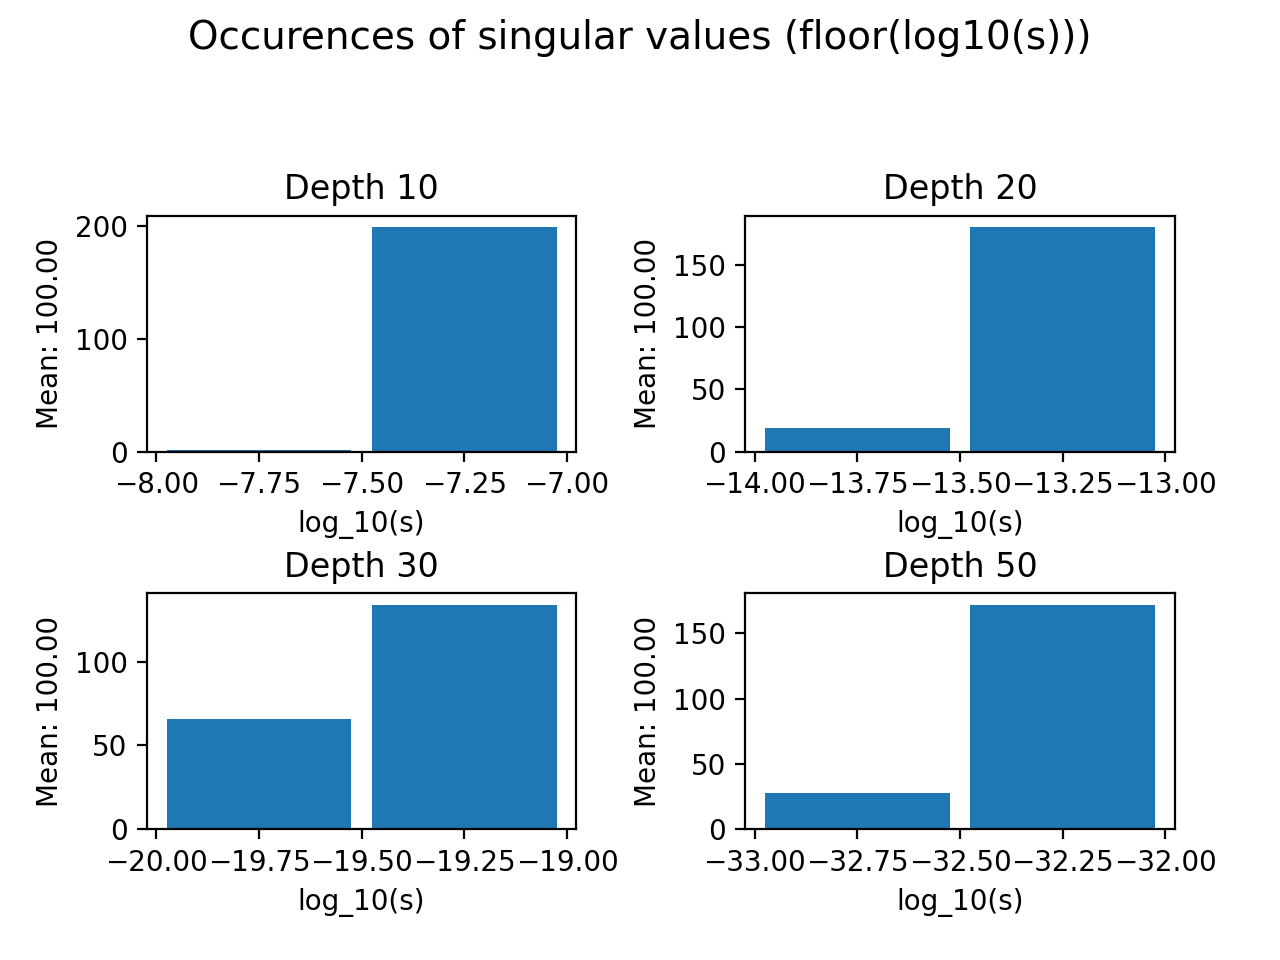 Occurences of singular values (floor(log10(s)))
Depth 10
Mean: 100.00
200
100
0
−8.00 −7.75 −7.50 −7.25 −7.00
log_10(s)
Depth 20
Mean: 100.00
150
100
50
0
−14.00 −13.75 −13.50 −13.25 −13.00
log_10(s)
Depth 30
Mean: 100.00
100
50
0
−20.00 −19.75 −19.50 −19.25 −19.00
log_10(s)
Depth 50
Mean: 100.00
150
100
50
0
−33.00 −32.75 −32.50 −32.25 −32.00
log_10(s)